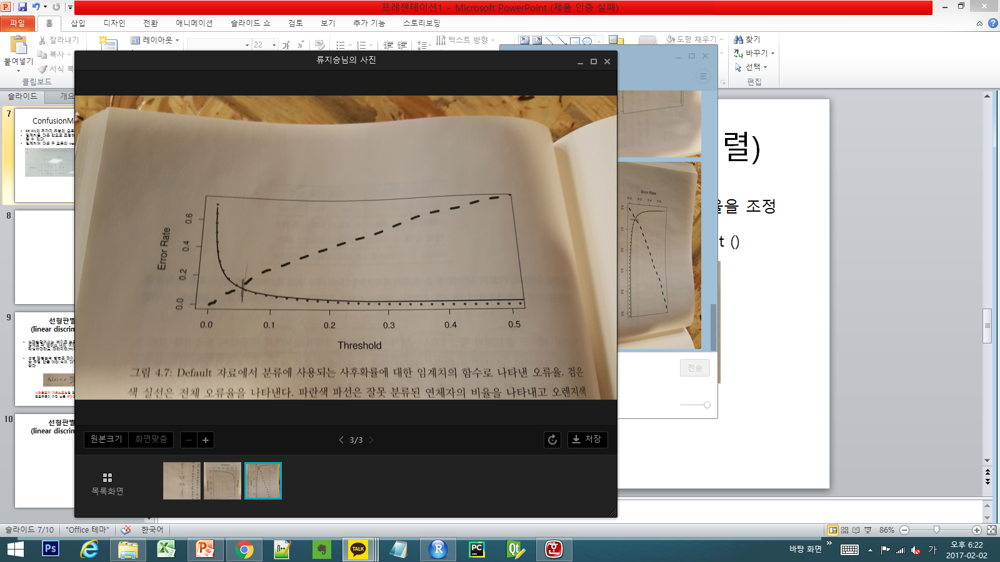 프레젠테이션1 - Microsoft PowerPoint (제품 인증 실패)
파일 홈 삽입 디자인 전환 애니메이션 슬라이드 쇼 검토 보기 추가 기능 스토리보딩
붙여넣기
잘라내기
복사
서식
클립보드
레이아웃
22
가 가
텍스트 방향
도형 채우기
찾기
바꾸기
선택
편집
슬라이드 개요
7
ConfusionMa
8
9
선형판별
(linear discrim
10
선형판별
(linear discrim
류지승님의 사진
Error Rate
0.6
0.4
0.2
0.0
0.0 0.1 0.2 0.3 0.4 0.5
Threshold
그림 4.7: Default 자료에서 분류에 사용되는 사후확률에 대한 임계치의 함수로 나타낸 오류율. 검은
색 실선은 전체 오류율을 나타낸다. 파란색 파선은 잘못 분류된 연체자의 비율을 나타내고 오렌지색
원본크기 화면맞춤
3/3
저장
목록화면
Error Rate
전송
렬)
율을 조정
t ()
슬라이드 7/10 "Office 테마" 한국어
86%
Ps
TALK
R
PC
Qt
바탕 화면
가
오후 6:22
2017-02-02